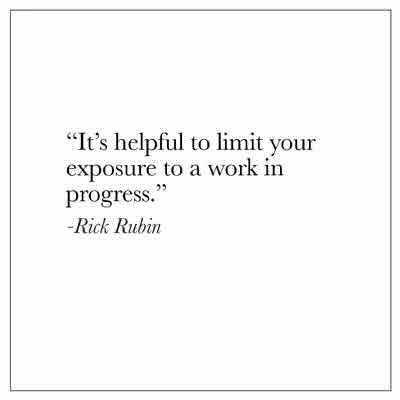 “It’s helpful to limit your
exposure to a work in
progress.”
-Rick Rubin